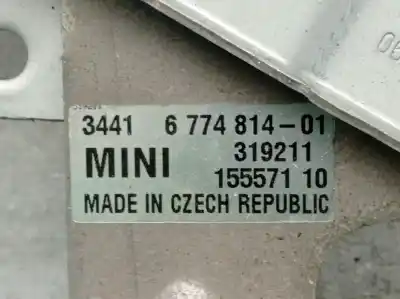 3441 6 774 814-01
MINI 319211
155571 10
MADE IN CZECH REPUBLIC